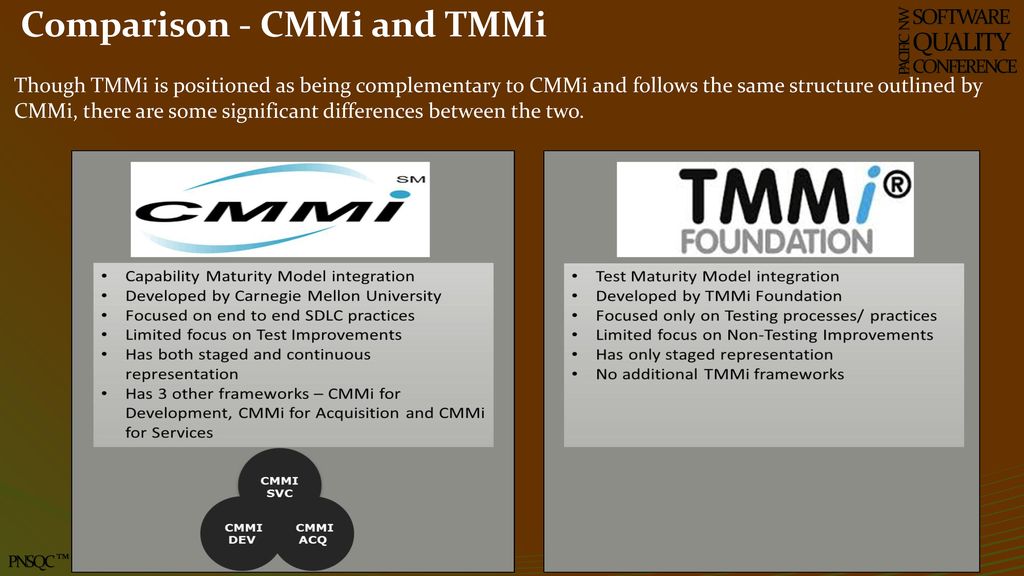 Comparison - CMMi and TMMi
PACIFIC NW
SOFTWARE
QUALITY
CONFERENCE
Though TMMi is positioned as being complementary to CMMi and follows the same structure outlined by
CMMi, there are some significant differences between the two.
CMMi SM
• Capability Maturity Model integration
• Developed by Carnegie Mellon University
• Focused on end to end SDLC practices
• Limited focus on Test Improvements
• Has both staged and continuous
representation
• Has 3 other frameworks – CMMi for
Development, CMMi for Acquisition and CMMi
for Services
CMMI
SVC
CMMI
DEV
CMMI
ACQ
TMMi®
FOUNDATION
• Test Maturity Model integration
• Developed by TMMi Foundation
• Focused only on Testing processes/ practices
• Limited focus on Non-Testing Improvements
• Has only staged representation
• No additional TMMi frameworks
PNSQC™